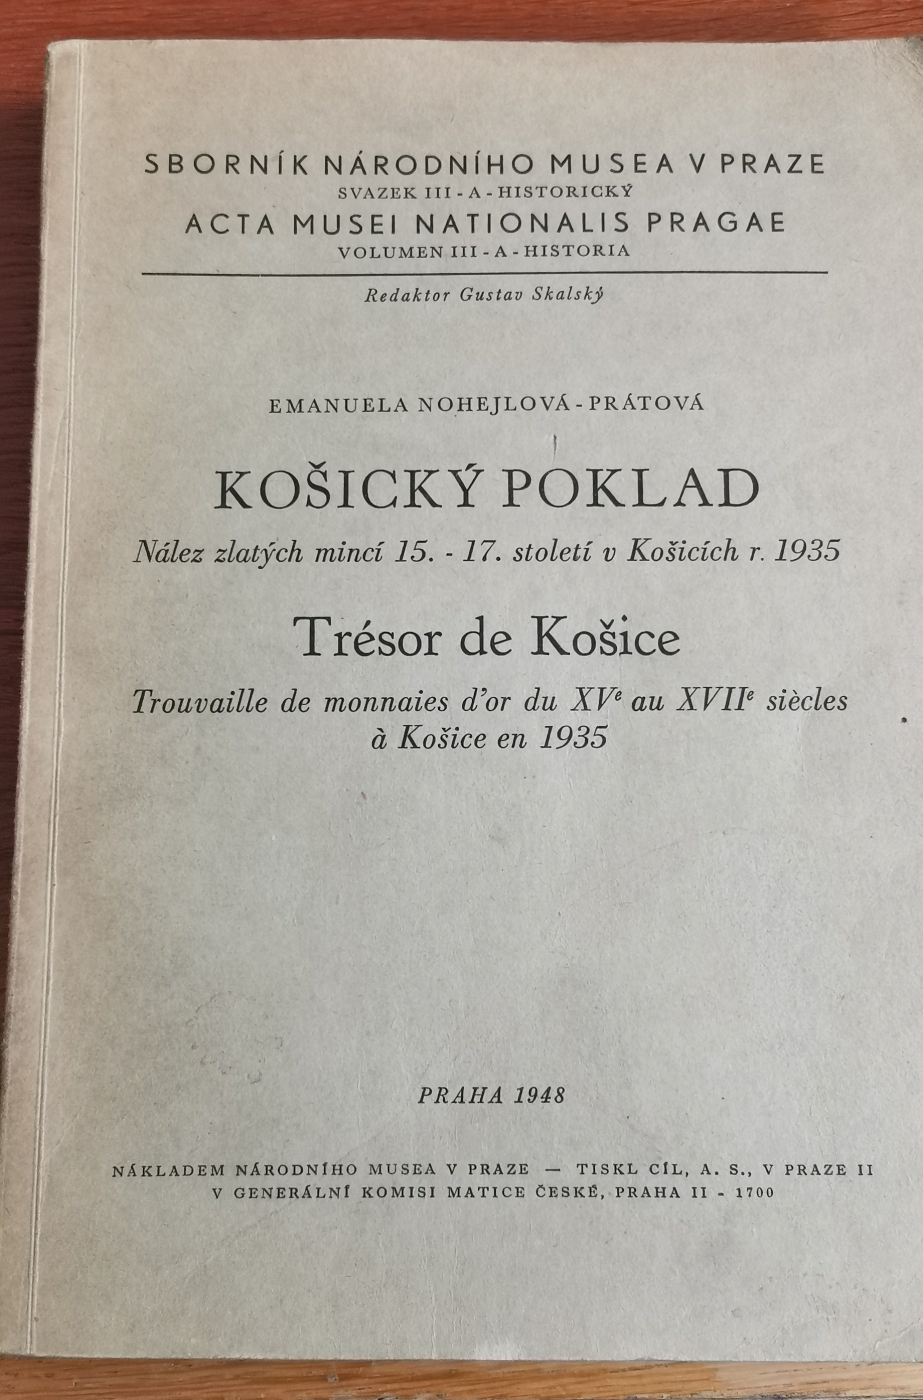 SBORNÍK NÁRODNÍHO MUSEA V PRAZE
SVAZEK III - A - HISTORICKÝ
ACTA MUSEI NATIONALIS PRAGAE
VOLUMEN III - A - HISTORIA
Redaktor Gustav Skalský
EMANUELA NOHEJLOVÁ - PRÁTOVÁ
KOŠICKÝ POKLAD
Nález zlatých mincí 15. - 17. století v Košicích r. 1935
Trésor de Košice
Trouvaille de monnaies d'or du XVᵉ au XVIIᵉ siècles
à Košice en 1935
PRAHA 1948
NÁKLADEM NÁRODNÍHO MUSEA V PRAZE — TISKL CÍL, A. S., V PRAZE II
V GENERÁLNÍ KOMISI MATICE ČESKÉ, PRAHA II - 1700